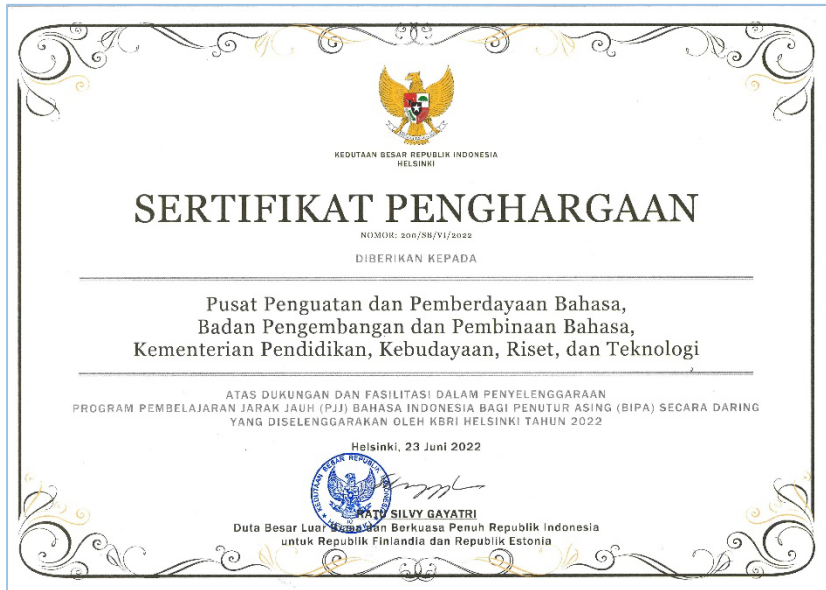 KEDUTAAN BESAR REPUBLIK INDONESIA
HELSINKI
SERTIFIKAT PENGHARGAAN
NOMOR: 200/SB/VI/2022
DIBERIKAN KEPADA
Pusat Penguatan dan Pemberdayaan Bahasa,
Badan Pengembangan dan Pembinaan Bahasa,
Kementerian Pendidikan, Kebudayaan, Riset, dan Teknologi
ATAS DUKUNGAN DAN FASILITASI DALAM PENYELENGGARAAN
PROGRAM PEMBELAJARAN JARAK JAUH (PJJ) BAHASA INDONESIA BAGI PENUTUR ASING (BIPA) SECARA DARING
YANG DISELENGGARAKAN OLEH KBRI HELSINKI TAHUN 2022
Helsinki, 23 Juni 2022
KEDUTAAN BESAR REPUBLIK INDONESIA
RATU SILVY GAYATRI
Duta Besar Luar Biasa dan Berkuasa Penuh Republik Indonesia
untuk Republik Finlandia dan Republik Estonia